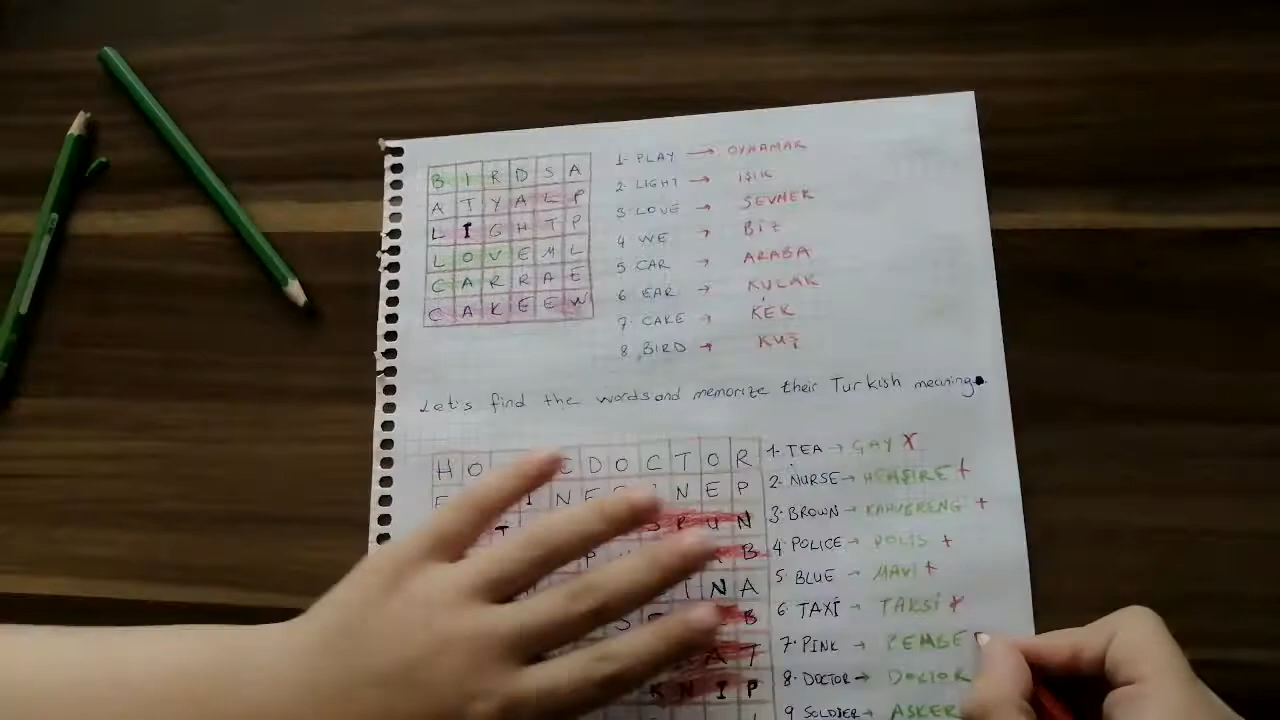 B I R D S A
A T Y A L P
L I G H T P
L O V E M L
C A R R A E
C A K E E W
1- PLAY → OYNAMAK
2. LIGHT → IŞIK
3. LOVE → SEVMEK
4 WE → BİZ
5 CAR → ARABA
6 EAR → KULAK
7. CAKE → KEK
8. BIRD → KUŞ
Let's find the words and memorize their Turkish meaning.
H O C D O C T O R
I N E N E P
T S R U N
P B
I N A
S B
A T
K N I P
1- TEA → ÇAY X
2. NURSE → HEMŞİRE +
3. BROWN → KAHVERENG +
4. POLICE → POLİS +
5. BLUE → MAVİ +
6. TAXİ → TAKSİ +
7. PINK → PEMBE
8. DOCTOR → DOKTOR
9 SOLDIER → ASKER